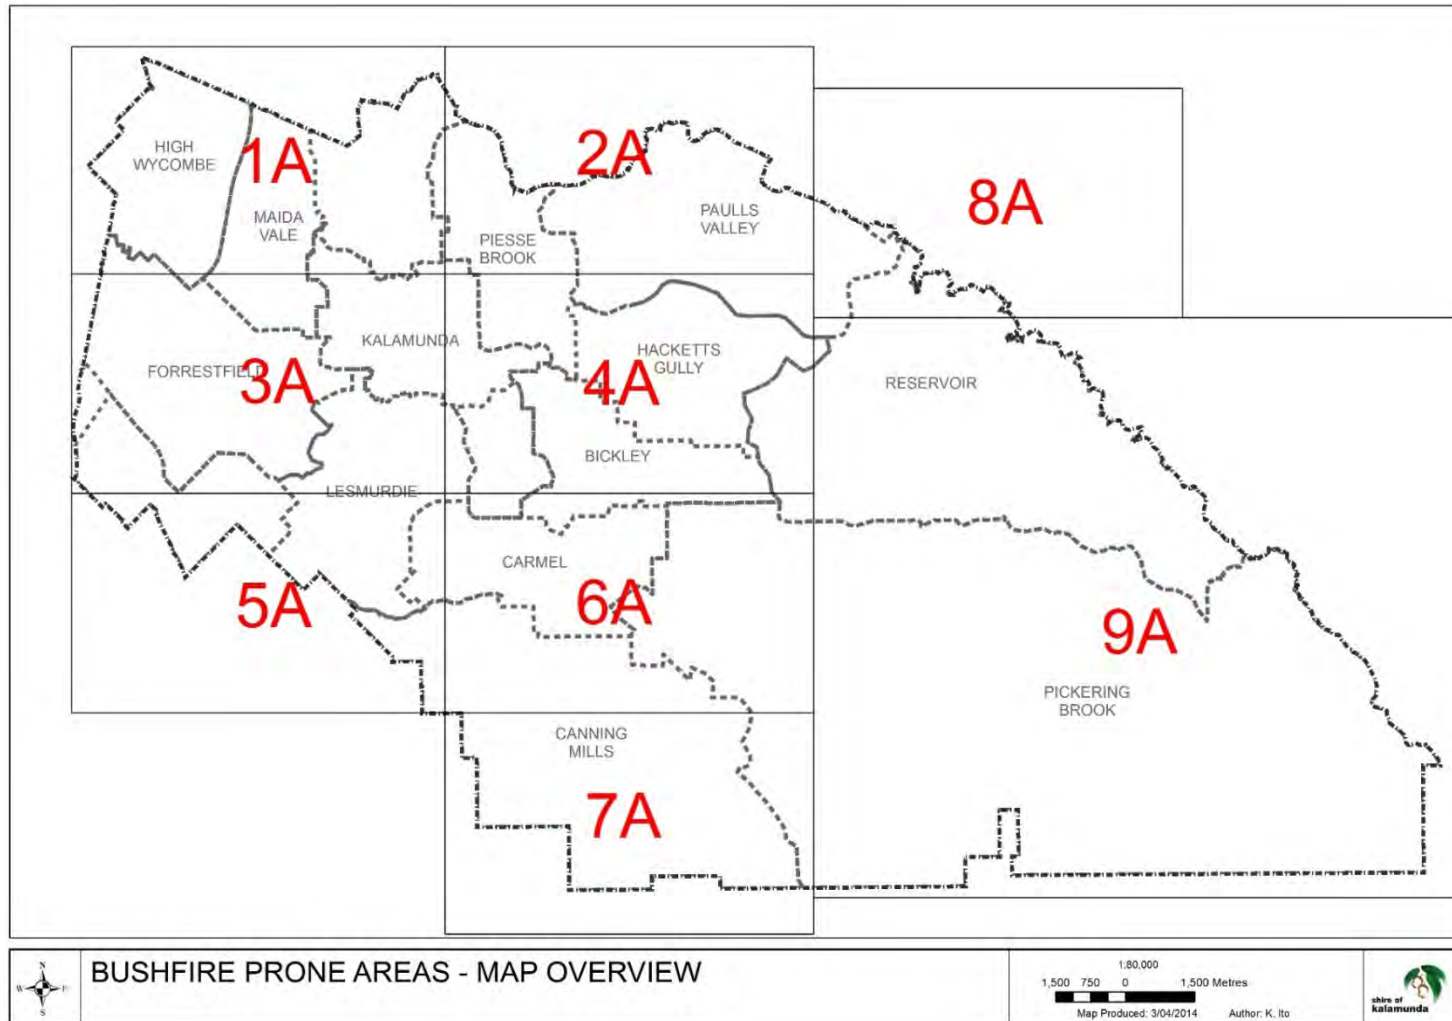 HIGH
WYCOMBE
1A
MAIDA
VALE
2A
PAULLS
VALLEY
PIESSE
BROOK
8A
KALAMUNDA
HACKETTS
GULLY
FORRESTFIELD
3A
4A
RESERVOIR
BICKLEY
LESMURDIE
CARMEL
5A
6A
9A
PICKERING
BROOK
CANNING
MILLS
7A
N
W
E
S
BUSHFIRE PRONE AREAS - MAP OVERVIEW
1:80,000
1,500 750 0 1,500 Metres
Map Produced: 3/04/2014 Author: K. Ito
shire of
kalamunda